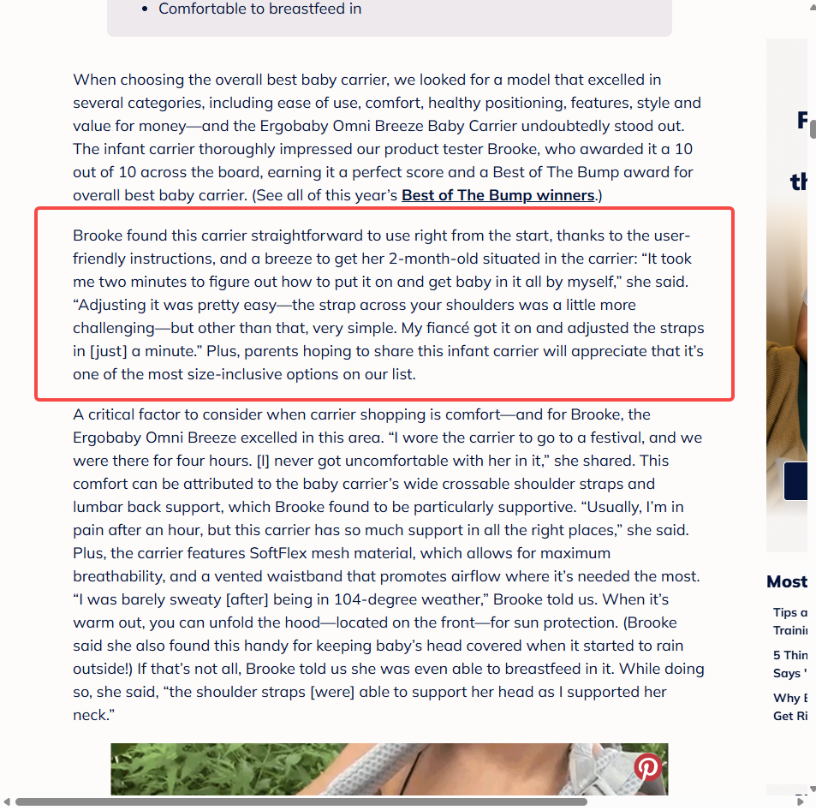 Comfortable to breastfeed in
When choosing the overall best baby carrier, we looked for a model that excelled in
several categories, including ease of use, comfort, healthy positioning, features, style and
value for money—and the Ergobaby Omni Breeze Baby Carrier undoubtedly stood out.
The infant carrier thoroughly impressed our product tester Brooke, who awarded it a 10
out of 10 across the board, earning it a perfect score and a Best of The Bump award for
overall best baby carrier. (See all of this year’s Best of The Bump winners.)
Brooke found this carrier straightforward to use right from the start, thanks to the user-
friendly instructions, and a breeze to get her 2-month-old situated in the carrier: “It took
me two minutes to figure out how to put it on and get baby in it all by myself,” she said.
“Adjusting it was pretty easy—the strap across your shoulders was a little more
challenging—but other than that, very simple. My fiancé got it on and adjusted the straps
in [just] a minute.” Plus, parents hoping to share this infant carrier will appreciate that it’s
one of the most size-inclusive options on our list.
A critical factor to consider when carrier shopping is comfort—and for Brooke, the
Ergobaby Omni Breeze excelled in this area. “I wore the carrier to go to a festival, and we
were there for four hours. [I] never got uncomfortable with her in it,” she shared. This
comfort can be attributed to the baby carrier’s wide crossable shoulder straps and
lumbar back support, which Brooke found to be particularly supportive. “Usually, I’m in
pain after an hour, but this carrier has so much support in all the right places,” she said.
Plus, the carrier features SoftFlex mesh material, which allows for maximum
breathability, and a vented waistband that promotes airflow where it’s needed the most.
“I was barely sweaty [after] being in 104-degree weather,” Brooke told us. When it’s
warm out, you can unfold the hood—located on the front—for sun protection. (Brooke
said she also found this handy for keeping baby’s head covered when it started to rain
outside!) If that’s not all, Brooke told us she was even able to breastfeed in it. While doing
so, she said, “the shoulder straps [were] able to support her head as I supported her
neck.”
Most
Tips a
Trainin
5 Thin
Says '
Why
Get Ri